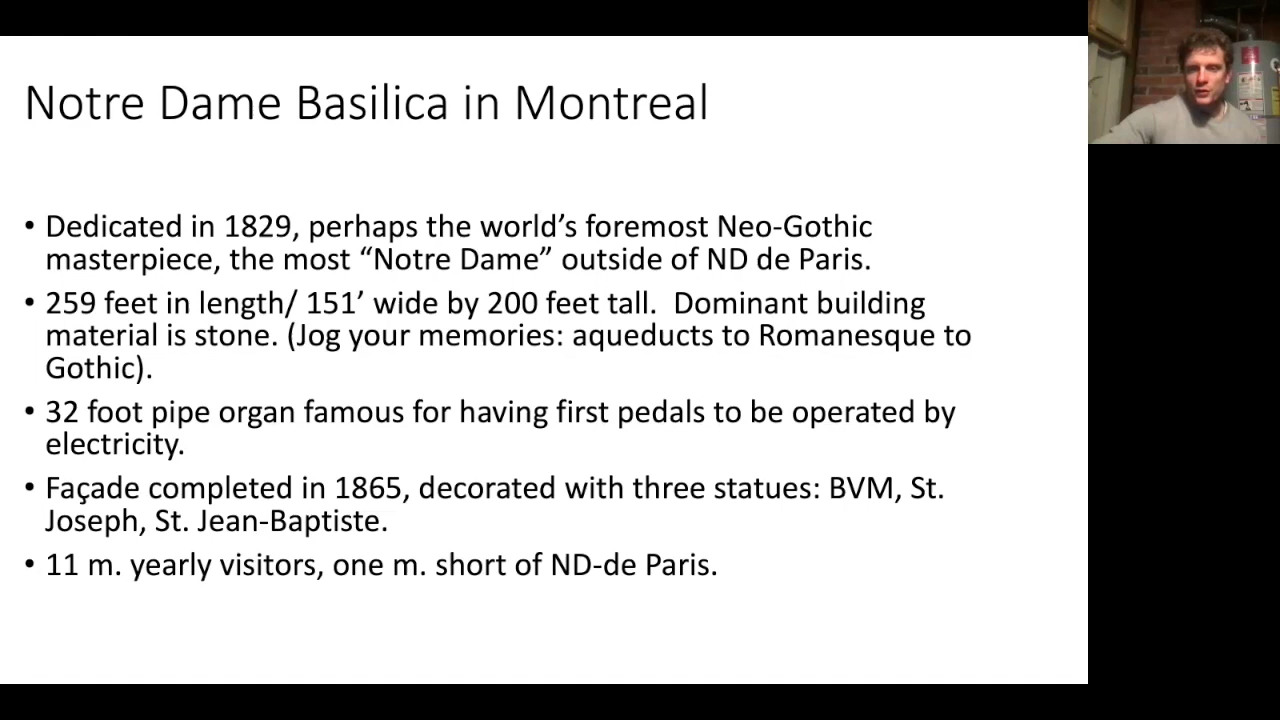 Notre Dame Basilica in Montreal
• Dedicated in 1829, perhaps the world’s foremost Neo-Gothic
masterpiece, the most “Notre Dame” outside of ND de Paris.
• 259 feet in length/ 151’ wide by 200 feet tall.  Dominant building
material is stone. (Jog your memories: aqueducts to Romanesque to
Gothic).
• 32 foot pipe organ famous for having first pedals to be operated by
electricity.
• Façade completed in 1865, decorated with three statues: BVM, St.
Joseph, St. Jean-Baptiste.
• 11 m. yearly visitors, one m. short of ND-de Paris.